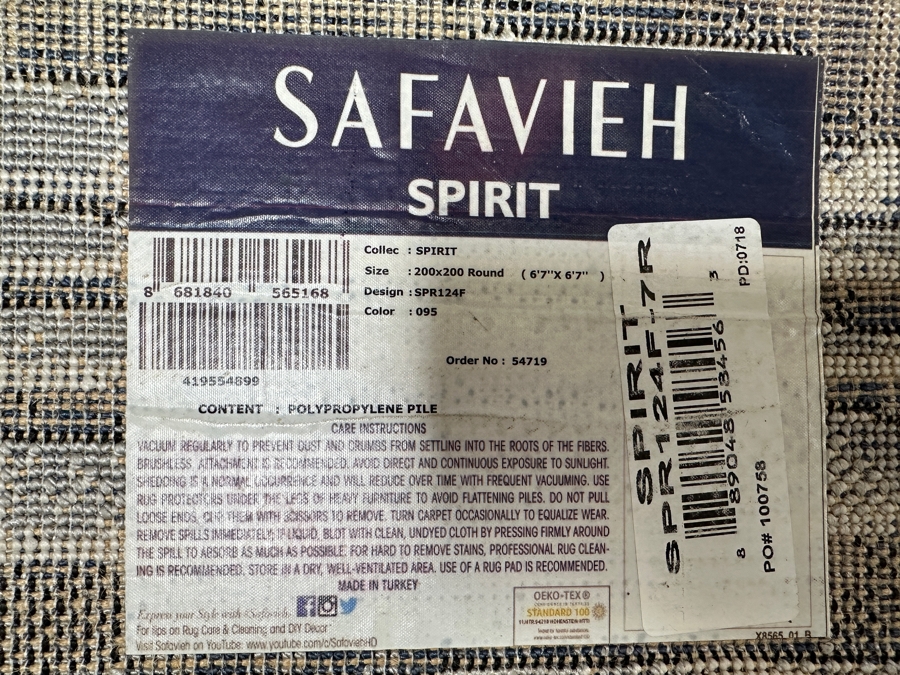 SAFAVIEH
SPIRIT
8 681840 565168
419554899
Collec : SPIRIT
Size : 200x200 Round ( 6'7''X 6'7'' )
Design : SPR124F
Color : 095
Order No : 54719
CONTENT : POLYPROPYLENE PILE
CARE INSTRUCTIONS
VACUUM REGULARLY TO PREVENT DUST AND CRUMBS FROM SETTLING INTO THE ROOTS OF THE FIBERS.
BRUSHLESS ATTACHMENT IS RECOMMENDED. AVOID DIRECT AND CONTINUOUS EXPOSURE TO SUNLIGHT.
SHEDDING IS A NORMAL OCCURRENCE AND WILL REDUCE OVER TIME WITH FREQUENT VACUUMING. USE
RUG PROTECTORS UNDER THE LEGS OF HEAVY FURNITURE TO AVOID FLATTENING PILES. DO NOT PULL
LOOSE ENDS, CLIP THEM WITH SCISSORS TO REMOVE. TURN CARPET OCCASIONALLY TO EQUALIZE WEAR.
REMOVE SPILLS IMMEDIATELY. IF LIQUID, BLOT WITH CLEAN, UNDYED CLOTH BY PRESSING FIRMLY AROUND
THE SPILL TO ABSORB AS MUCH AS POSSIBLE. FOR HARD TO REMOVE STAINS, PROFESSIONAL RUG CLEAN-
ING IS RECOMMENDED. STORE IN A DRY, WELL-VENTILATED AREA. USE OF A RUG PAD IS RECOMMENDED.
MADE IN TURKEY
Express your Style with #Safavieh.
For tips on Rug Care & Cleaning and DIY Decor
Visit Safavieh on YouTube: www.youtube.com/c/SafaviehHD
OEKO-TEX®
CONFIDENCE IN TEXTILES
STANDARD 100
X8565_01_B
SPIRIT
SPR124F-7R
8 89048 58456 3
PO# 100758
PD:0718